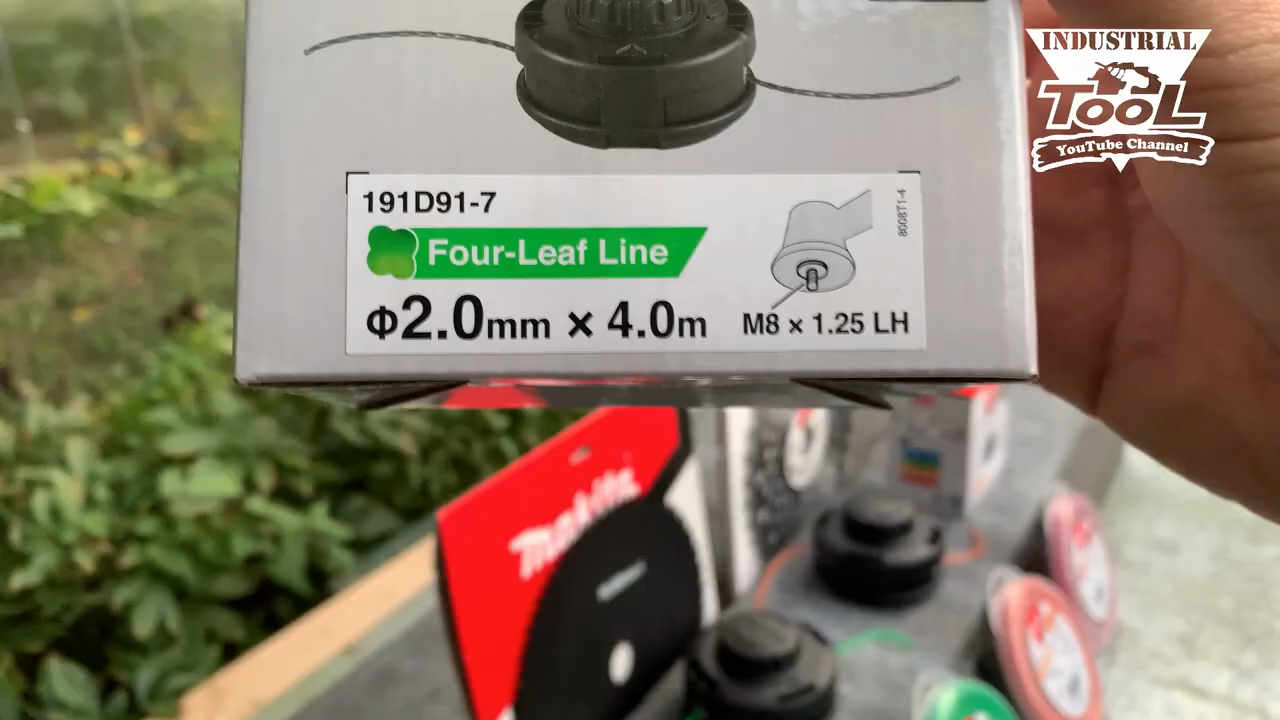 INDUSTRIAL
TOOL
YouTube Channel
191D91-7
Four-Leaf Line
Φ2.0mm × 4.0m
M8 × 1.25 LH
8008T1-4
Makita